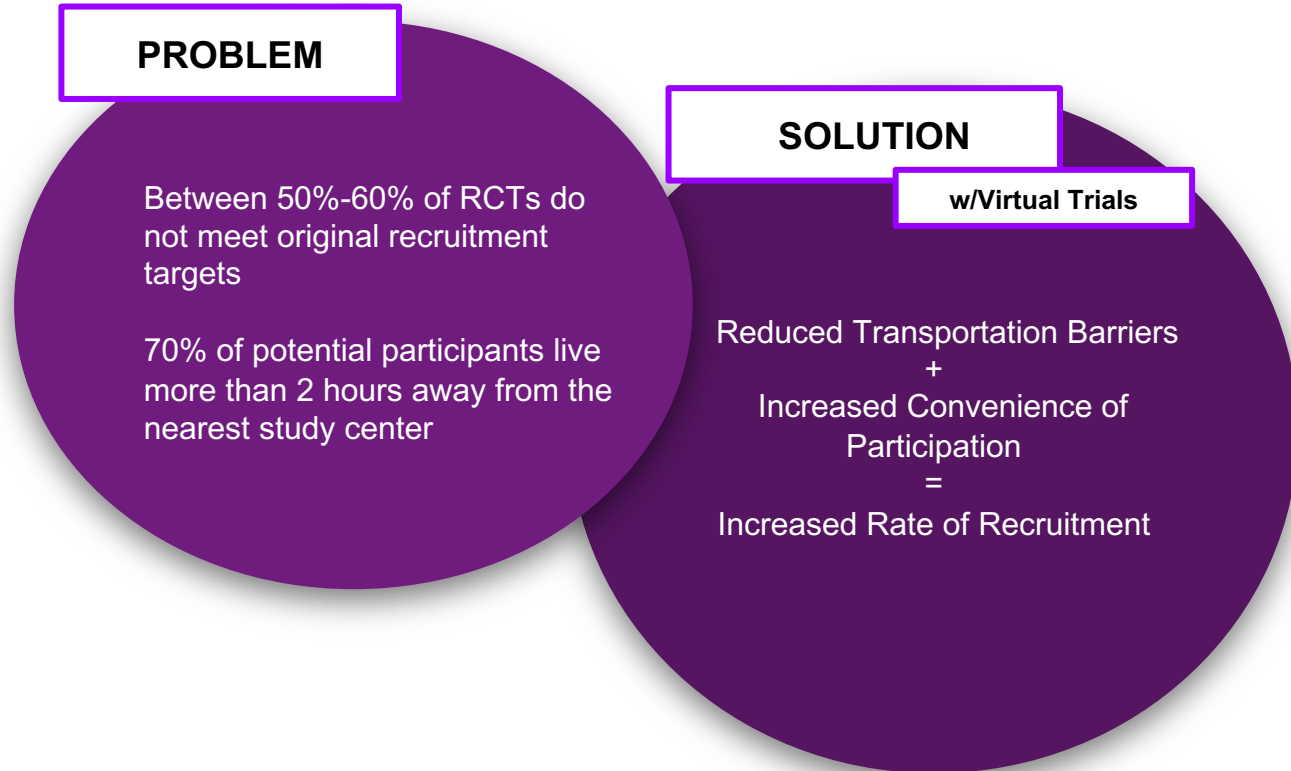 PROBLEM
Between 50%-60% of RCTs do
not meet original recruitment
targets
70% of potential participants live
more than 2 hours away from the
nearest study center
SOLUTION
w/Virtual Trials
Reduced Transportation Barriers
+
Increased Convenience of
Participation
=
Increased Rate of Recruitment